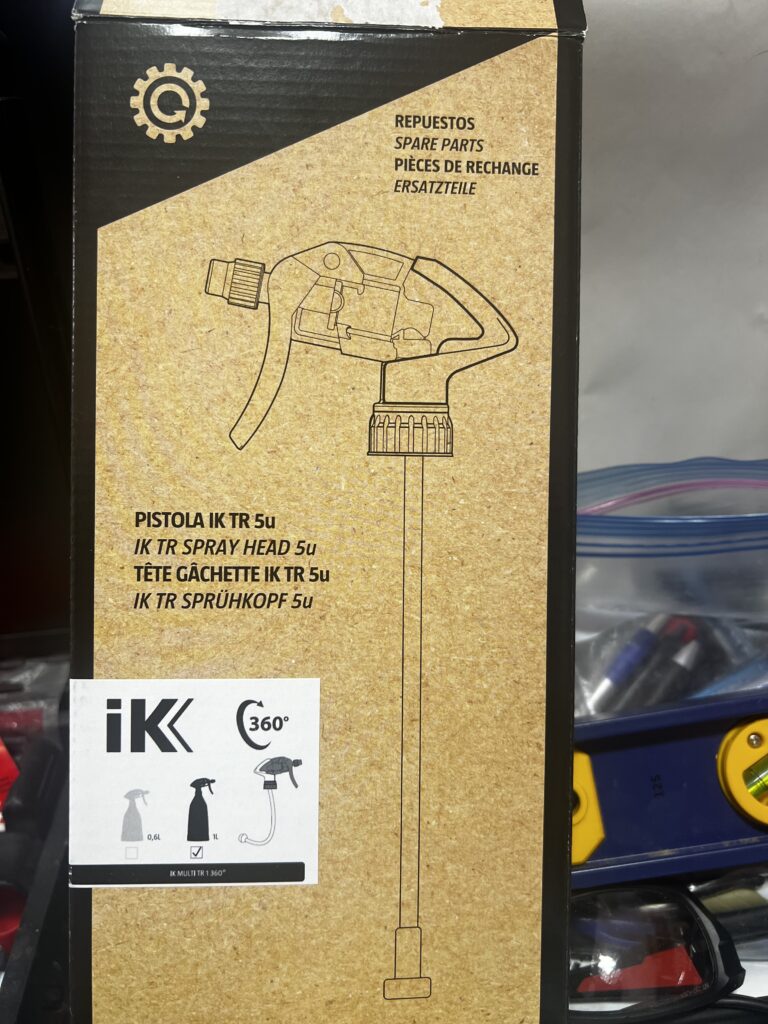 REPUESTOS
SPARE PARTS
PIÈCES DE RECHANGE
ERSATZTEILE
PISTOLA IK TR 5u
IK TR SPRAY HEAD 5u
TÊTE GÂCHETTE IK TR 5u
IK TR SPRÜHKOPF 5u
iK
360°
0,6L
1L
IK MULTI TR 1 360°
125